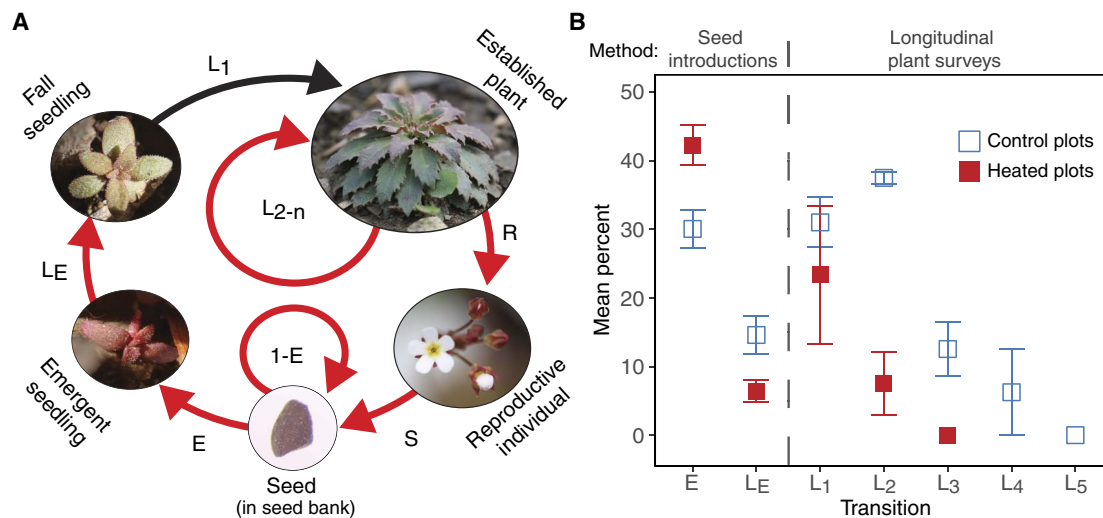 A
Fall
seedling
L1
Established
plant
L2-n
R
LE
1-E
Emergent
seedling
E
S
Reproductive
individual
Seed
(in seed bank)
B
Method:
Seed
introductions
Longitudinal
plant surveys
Mean percent
50
40
30
20
10
0
Control plots
Heated plots
E
LE
L1
L2
L3
L4
L5
Transition